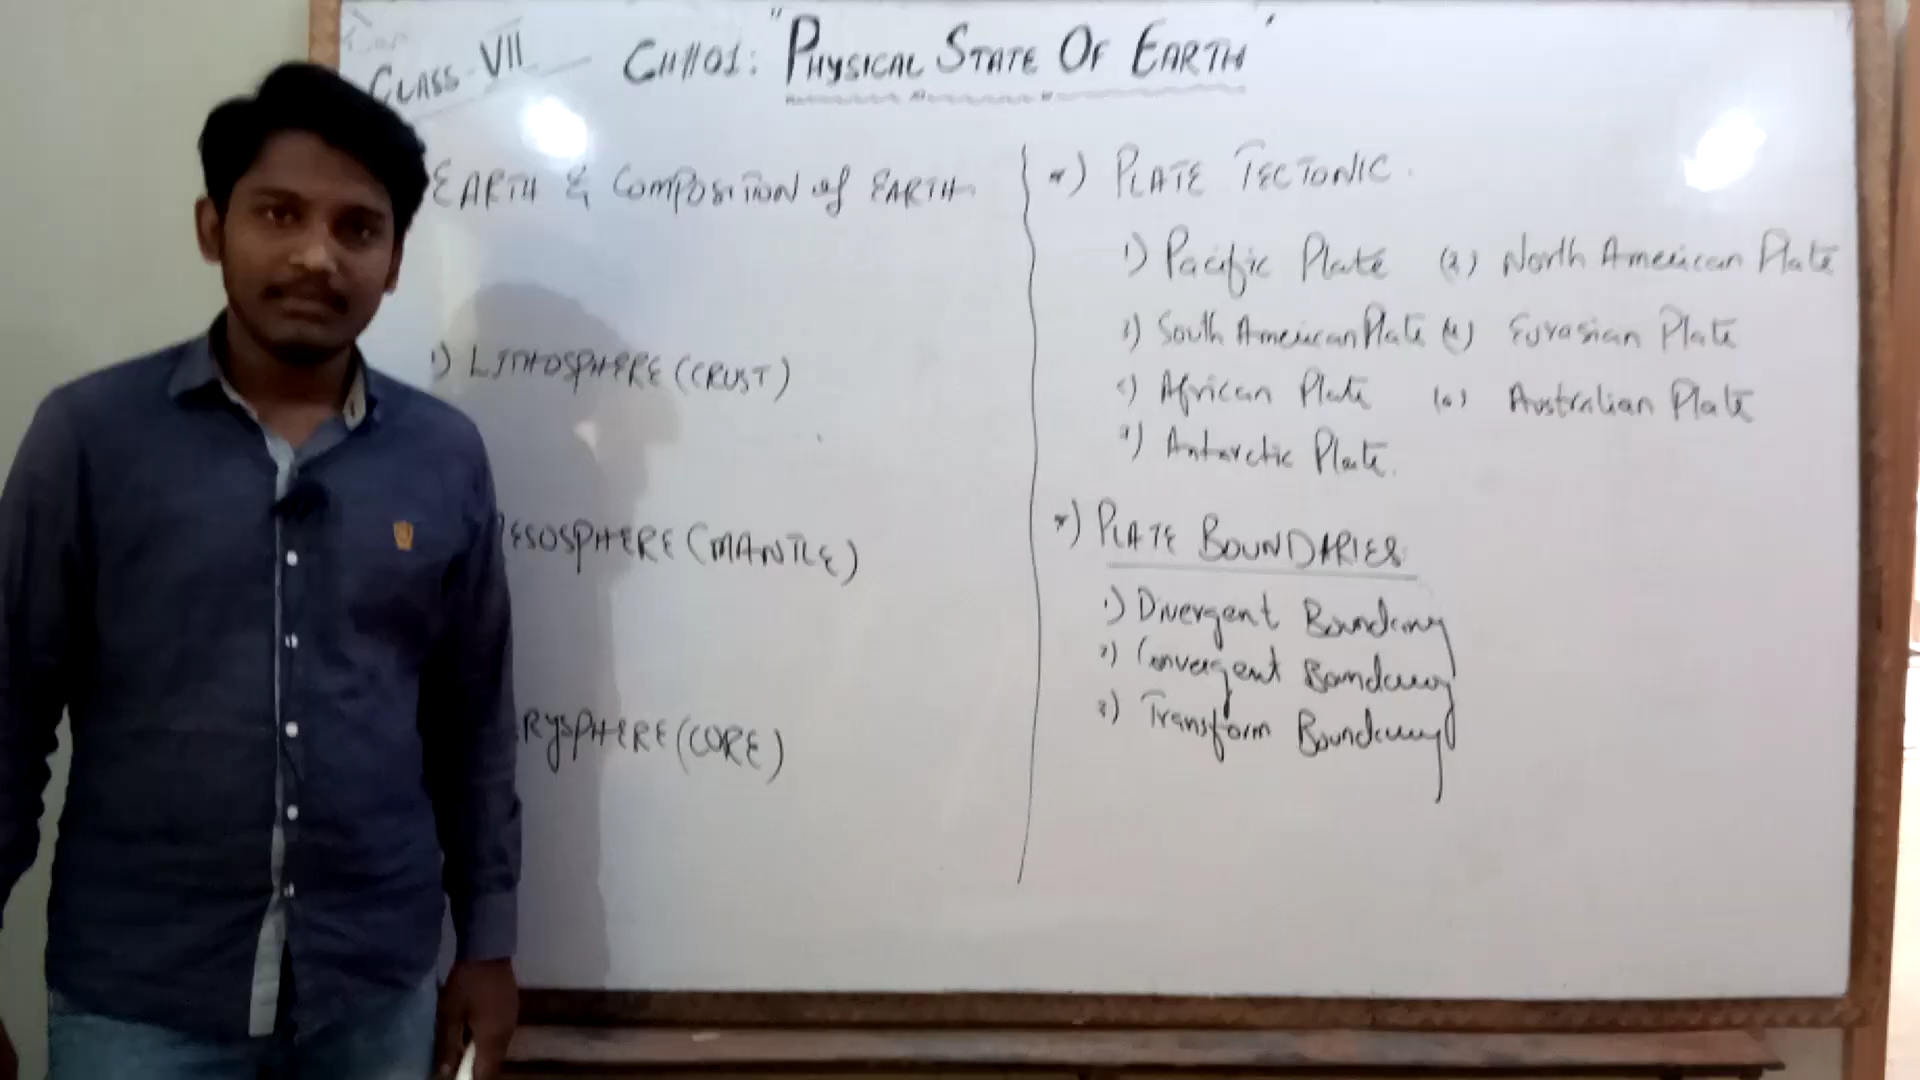 CLASS-VII CH#01: "PHYSICAL STATE OF EARTH"
EARTH & COMPOSITION of EARTH
1) LITHOSPHERE (CRUST)
ESOSPHERE (MANTLE)
RYSPHERE (CORE)
*) PLATE TECTONIC.
1) Pacific Plate (2) North American Plate
3) South American Plate (4) Eurasian Plate
5) African Plate (6) Australian Plate
7) Antarctic Plate.
*) PLATE BOUNDARIES
1) Divergent Boundary
2) Convergent Boundary
3) Transform Boundary